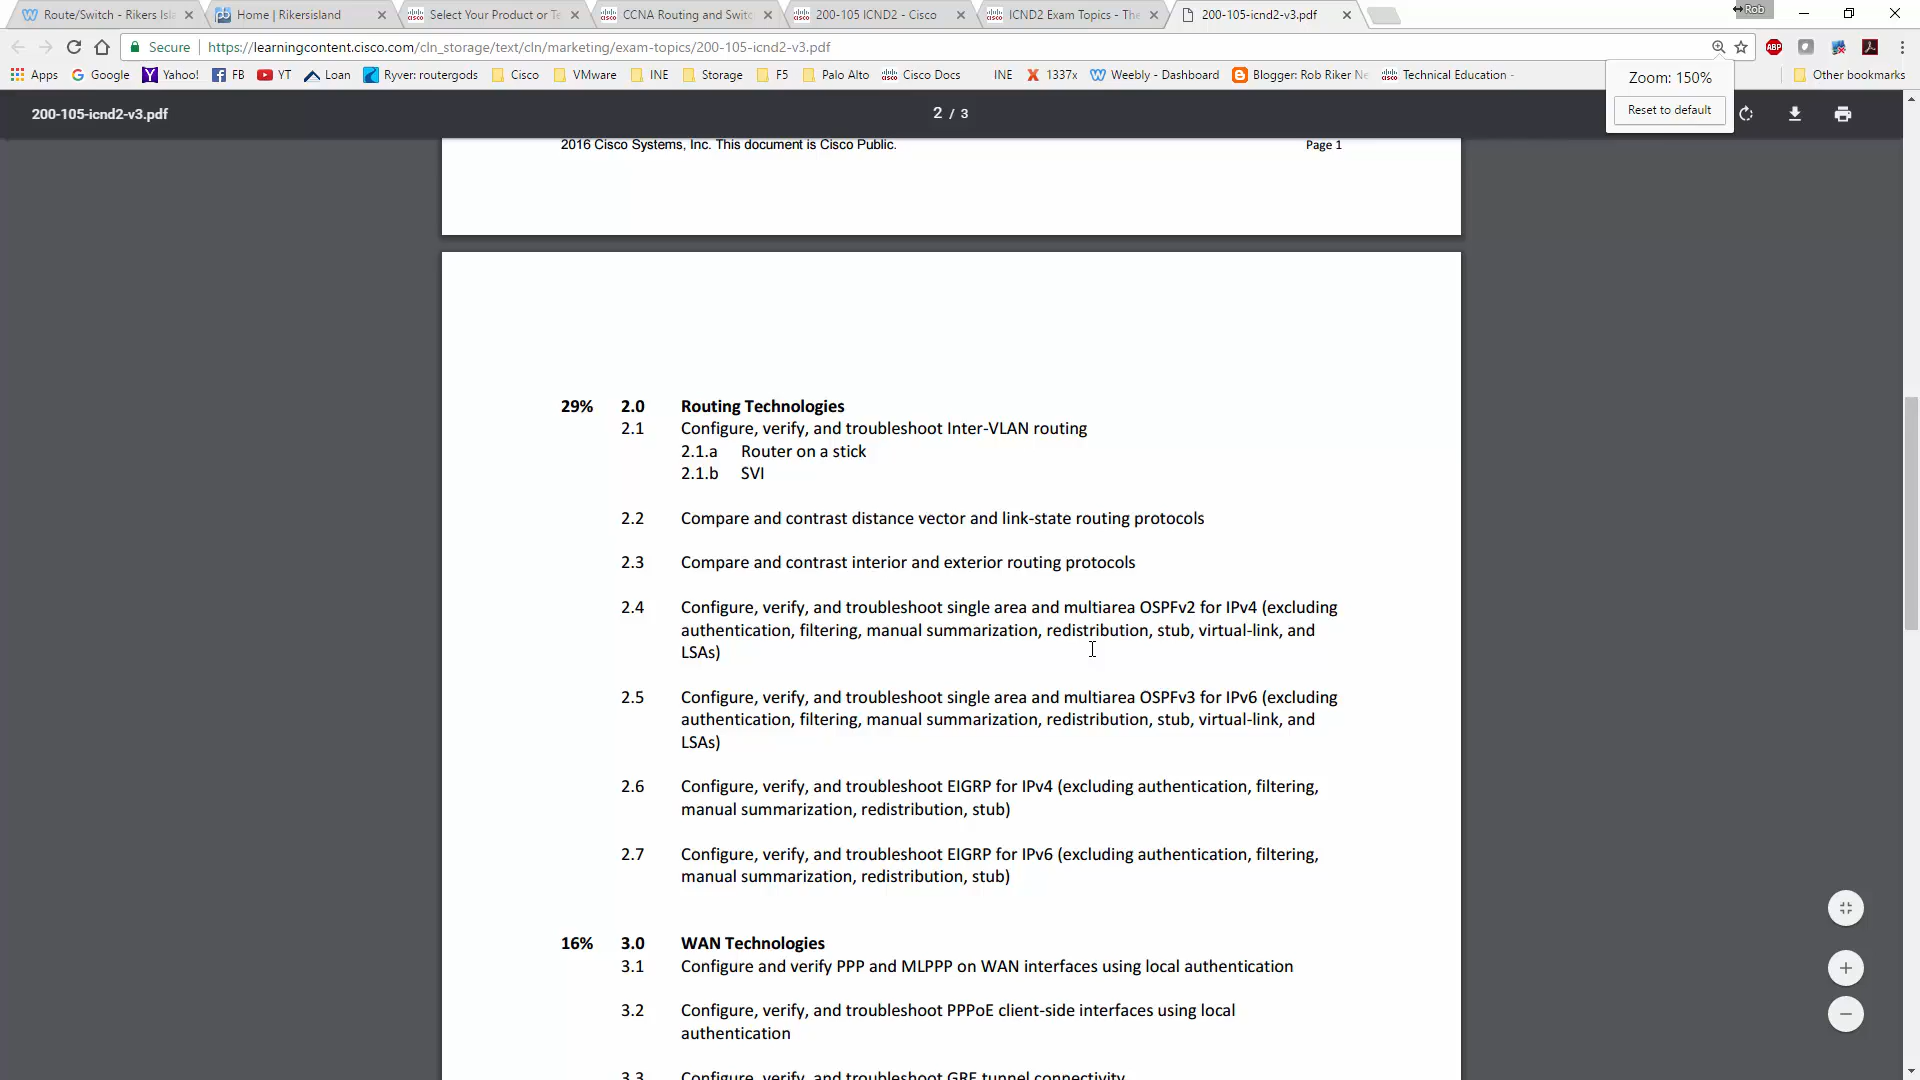 Route/Switch - Rikers Isl
Home | Rikersisland
Select Your Product or Te
CCNA Routing and Switc
200-105 ICND2 - Cisco
ICND2 Exam Topics - The
200-105-icnd2-v3.pdf
Rob
Secure
https://learningcontent.cisco.com/cln_storage/text/cln/marketing/exam-topics/200-105-icnd2-v3.pdf
ABP
Apps
Google
Yahoo!
FB
YT
Loan
Ryver: routergods
Cisco
VMware
INE
Storage
F5
Palo Alto
Cisco Docs
INE
1337x
Weebly - Dashboard
Blogger: Rob Riker Ne
Technical Education -
Other bookmarks
Zoom: 150%
Reset to default
200-105-icnd2-v3.pdf
2 / 3
2016 Cisco Systems, Inc. This document is Cisco Public.
Page 1
29% 2.0 Routing Technologies
2.1 Configure, verify, and troubleshoot Inter-VLAN routing
2.1.a Router on a stick
2.1.b SVI
2.2 Compare and contrast distance vector and link-state routing protocols
2.3 Compare and contrast interior and exterior routing protocols
2.4 Configure, verify, and troubleshoot single area and multiarea OSPFv2 for IPv4 (excluding
authentication, filtering, manual summarization, redistribution, stub, virtual-link, and
LSAs)
2.5 Configure, verify, and troubleshoot single area and multiarea OSPFv3 for IPv6 (excluding
authentication, filtering, manual summarization, redistribution, stub, virtual-link, and
LSAs)
2.6 Configure, verify, and troubleshoot EIGRP for IPv4 (excluding authentication, filtering,
manual summarization, redistribution, stub)
2.7 Configure, verify, and troubleshoot EIGRP for IPv6 (excluding authentication, filtering,
manual summarization, redistribution, stub)
16% 3.0 WAN Technologies
3.1 Configure and verify PPP and MLPPP on WAN interfaces using local authentication
3.2 Configure, verify, and troubleshoot PPPoE client-side interfaces using local
authentication
3.3 Configure, verify, and troubleshoot GRE tunnel connectivity